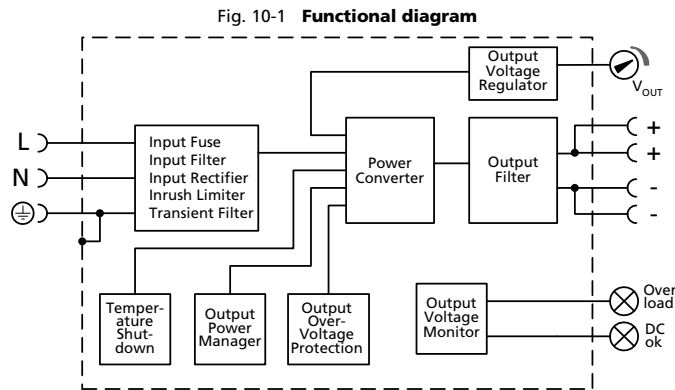 Fig. 10-1 Functional diagram
Output
Voltage
Regulator
VOUT
L
N
Input Fuse
Input Filter
Input Rectifier
Inrush Limiter
Transient Filter
Power
Converter
Output
Filter
+
+
-
-
Temper-
ature
Shut-
down
Output
Power
Manager
Output
Over-
Voltage
Protection
Output
Voltage
Monitor
Over
load
DC
ok